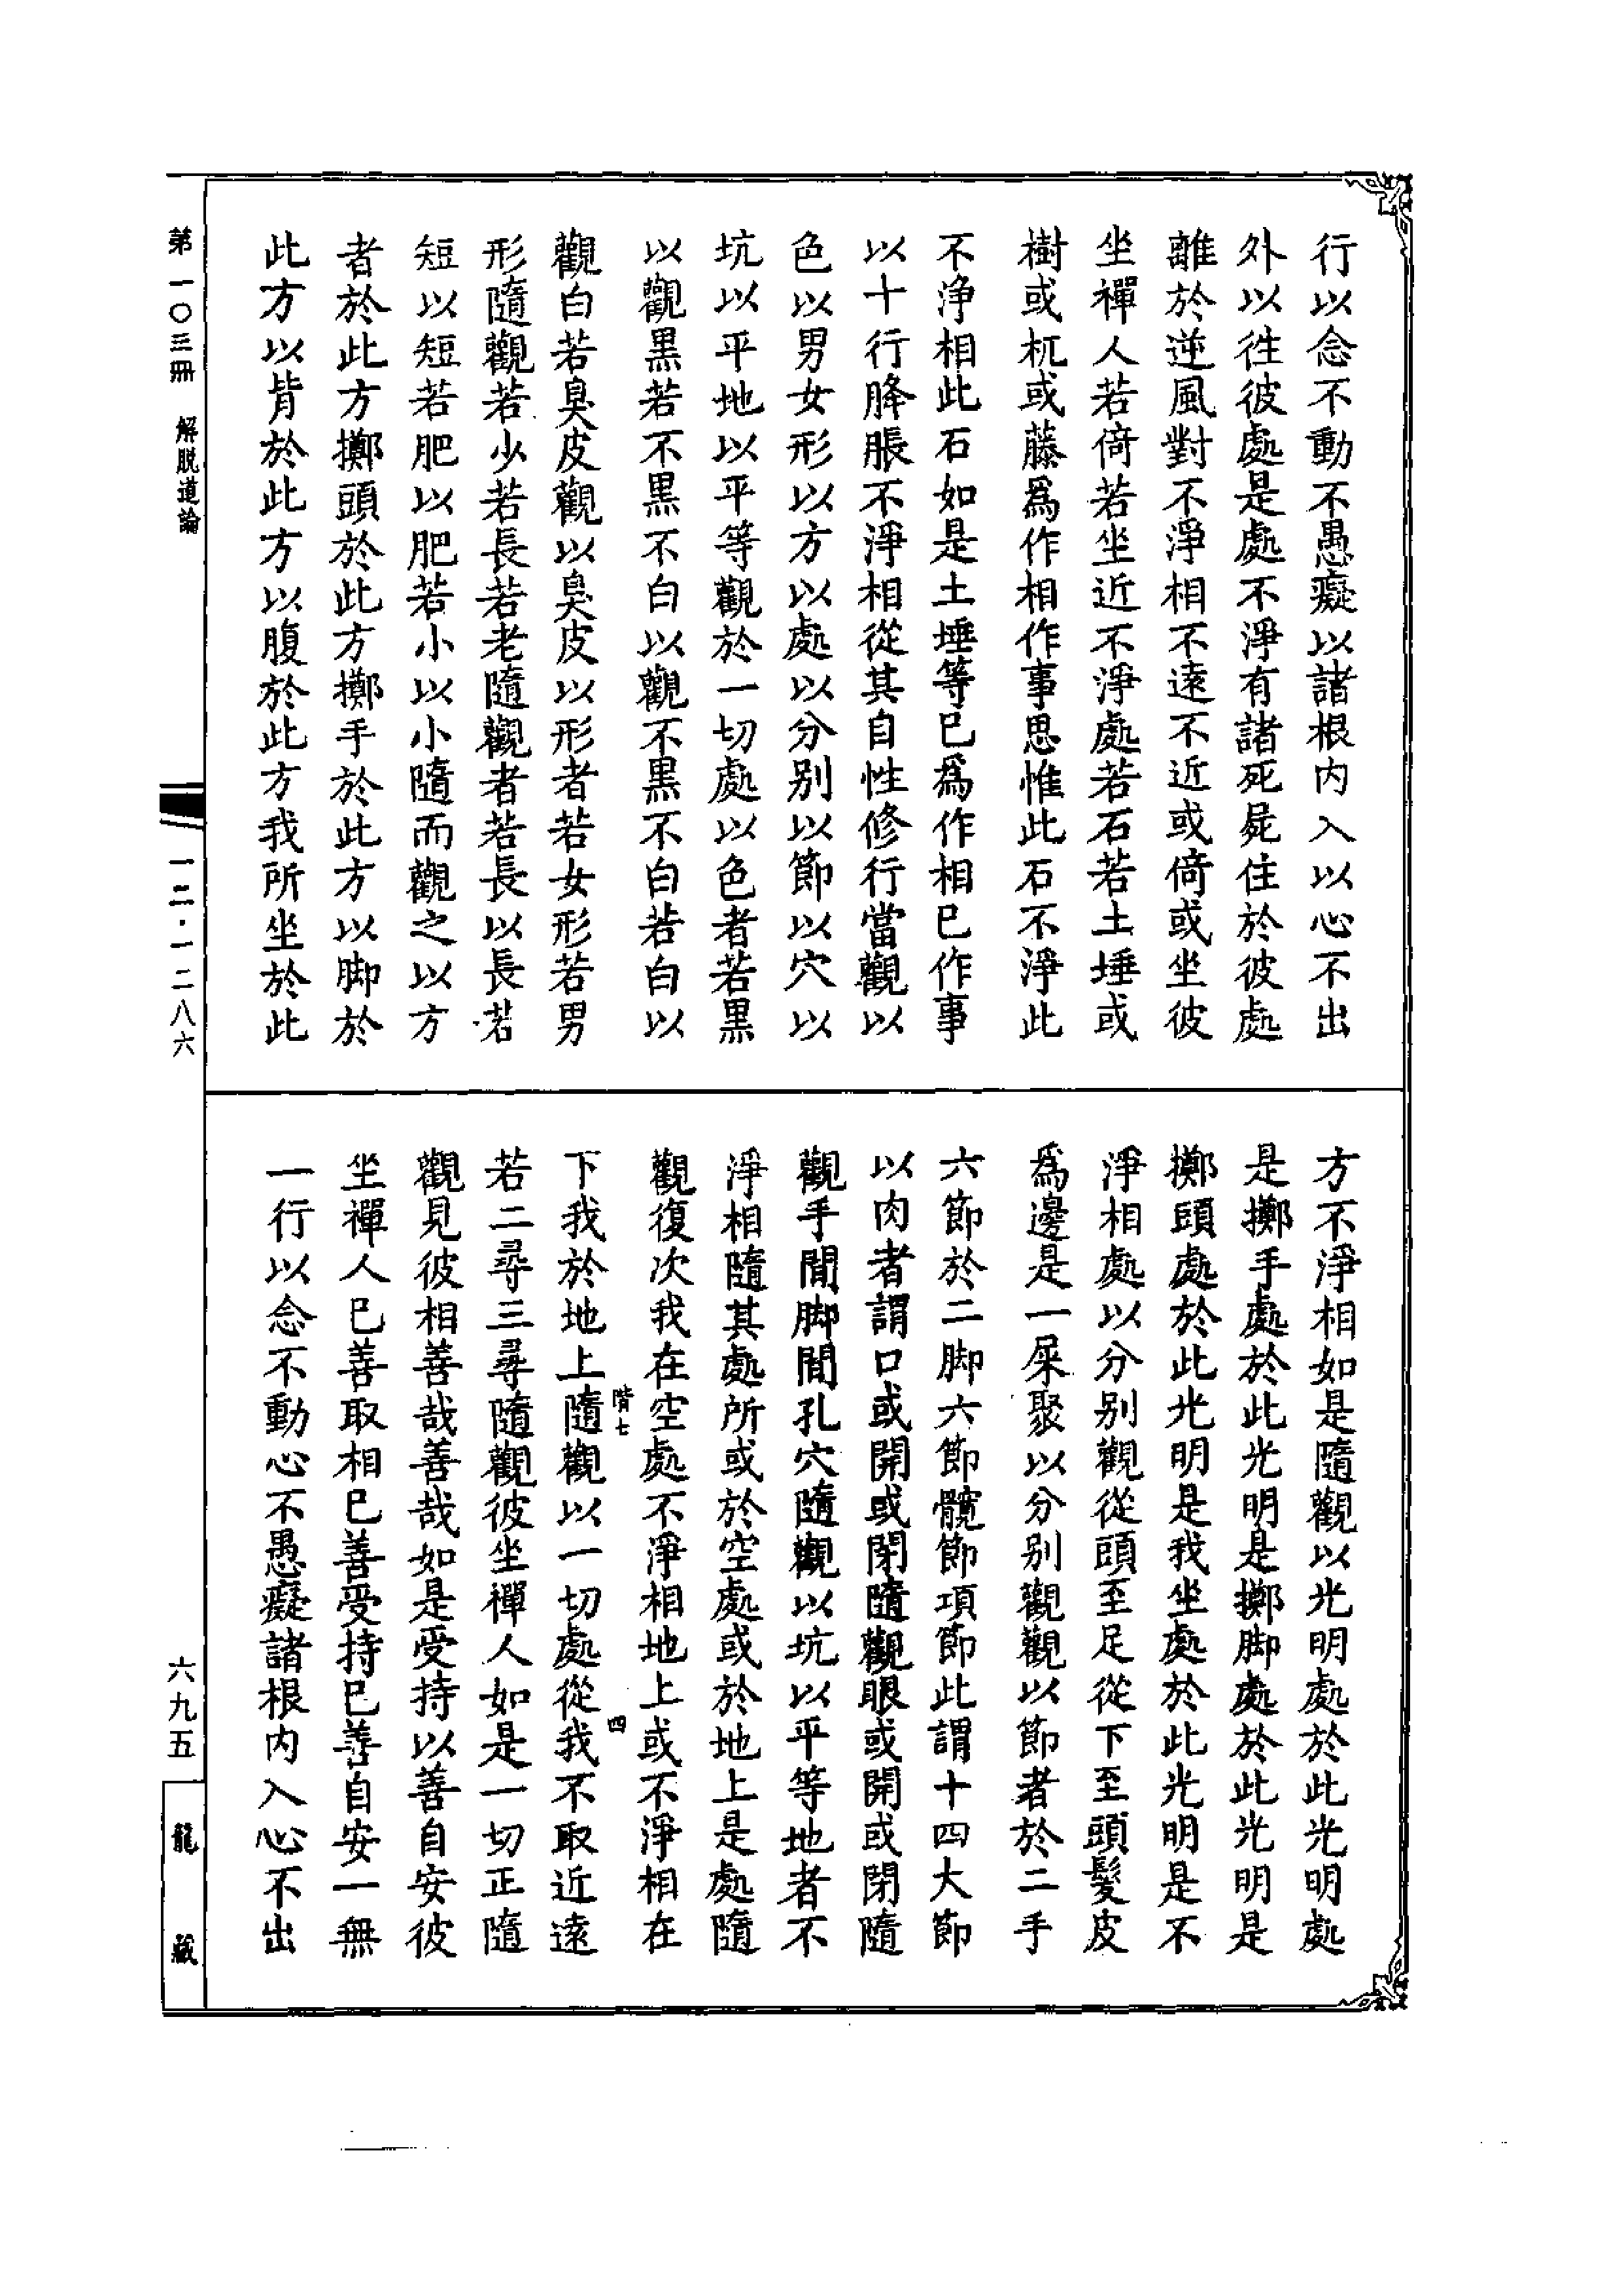 行以念不動不愚癡以諸根内入以心不出
外以徃彼處是處不淨有諸死屍住於彼處
離於逆風對不淨相不遠不近或倚或坐彼
坐禪人若倚若坐近不淨處若石若土埵或
樹或杌或藤爲作相作事思惟此石不淨此
不淨相此石如是土埵等已爲作相已作事
以十行膖脹不淨相從其自性修行當觀以
色以男女形以方以處以分別以節以穴以
坑以平地以平等觀於一切處以色者若黑
以觀黑若不黑不白以觀不黑不白若白以
觀白若臭皮觀以臭皮以形者若女形若男
形隨觀若少若長若老隨觀者若長以長若
短以短若肥以肥若小以小隨而觀之以方
者於此方擲頭於此方擲手於此方以脚於
此方以背於此方以腹於此方我所坐於此
方不淨相如是隨觀以光明處於此光明處
是擲手處於此光明是擲脚處於此光明是
擲頭處於此光明是我坐處於此光明是不
淨相處以分別觀從頭至足從下至頭髮皮
爲邊是一屎聚以分別觀觀以節者於二手
六節於二脚六節髖節項節此謂十四大節
以肉者謂口或開或閉隨觀眼或開或閉隨
觀手間脚間孔穴隨觀以坑以平等地者不
淨相隨其處所或於空處或於地上是處隨
觀復次我在空處不淨相地上或不淨相在
下我於地上隨觀以一切處從我不取近遠
若二尋三尋隨觀彼坐禪人如是一切正隨
觀見彼相善哉善哉如是受持以善自安彼
坐禪人已善取相已善受持已善自安一無
一行以念不動心不愚癡諸根内入心不出
階七
四
第一〇三冊
解脱道論
一二·一二八六
六九五
龍藏